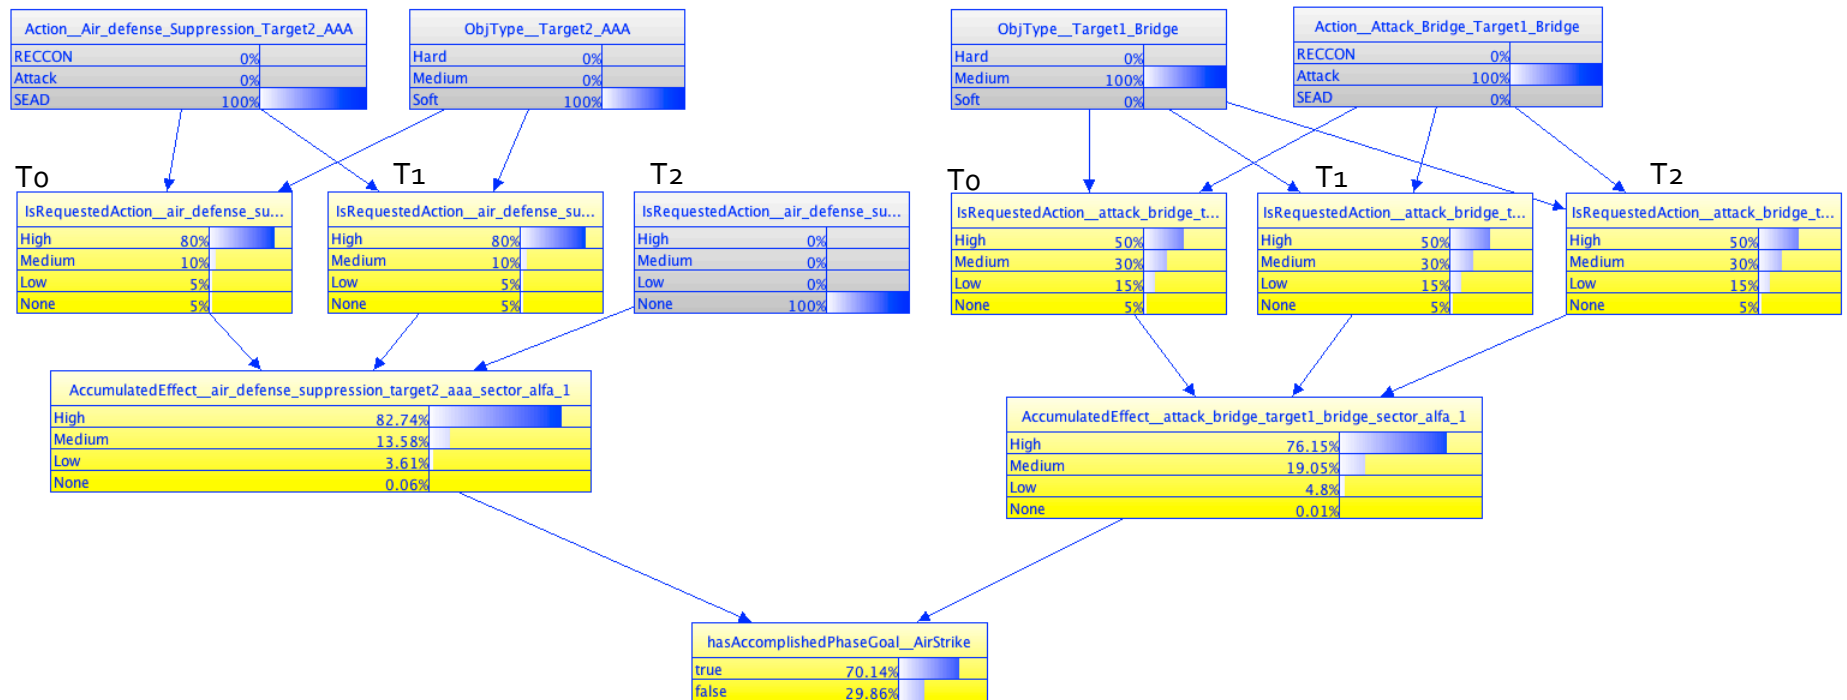 Action__Air_defense_Suppression_Target2_AAA
RECCON 0%
Attack 0%
SEAD 100%
ObjType__Target2_AAA
Hard 0%
Medium 0%
Soft 100%
ObjType__Target1_Bridge
Hard 0%
Medium 100%
Soft 0%
Action__Attack_Bridge_Target1_Bridge
RECCON 0%
Attack 100%
SEAD 0%
T0
IsRequestedAction__air_defense_su...
High 80%
Medium 10%
Low 5%
None 5%
T1
IsRequestedAction__air_defense_su...
High 80%
Medium 10%
Low 5%
None 5%
T2
IsRequestedAction__air_defense_su...
High 0%
Medium 0%
Low 0%
None 100%
T0
IsRequestedAction__attack_bridge_t...
High 50%
Medium 30%
Low 15%
None 5%
T1
IsRequestedAction__attack_bridge_t...
High 50%
Medium 30%
Low 15%
None 5%
T2
IsRequestedAction__attack_bridge_t...
High 50%
Medium 30%
Low 15%
None 5%
AccumulatedEffect__air_defense_suppression_target2_aaa_sector_alfa_1
High 82.74%
Medium 13.58%
Low 3.61%
None 0.06%
AccumulatedEffect__attack_bridge_target1_bridge_sector_alfa_1
High 76.15%
Medium 19.05%
Low 4.8%
None 0.01%
hasAccomplishedPhaseGoal__AirStrike
true 70.14%
false 29.86%